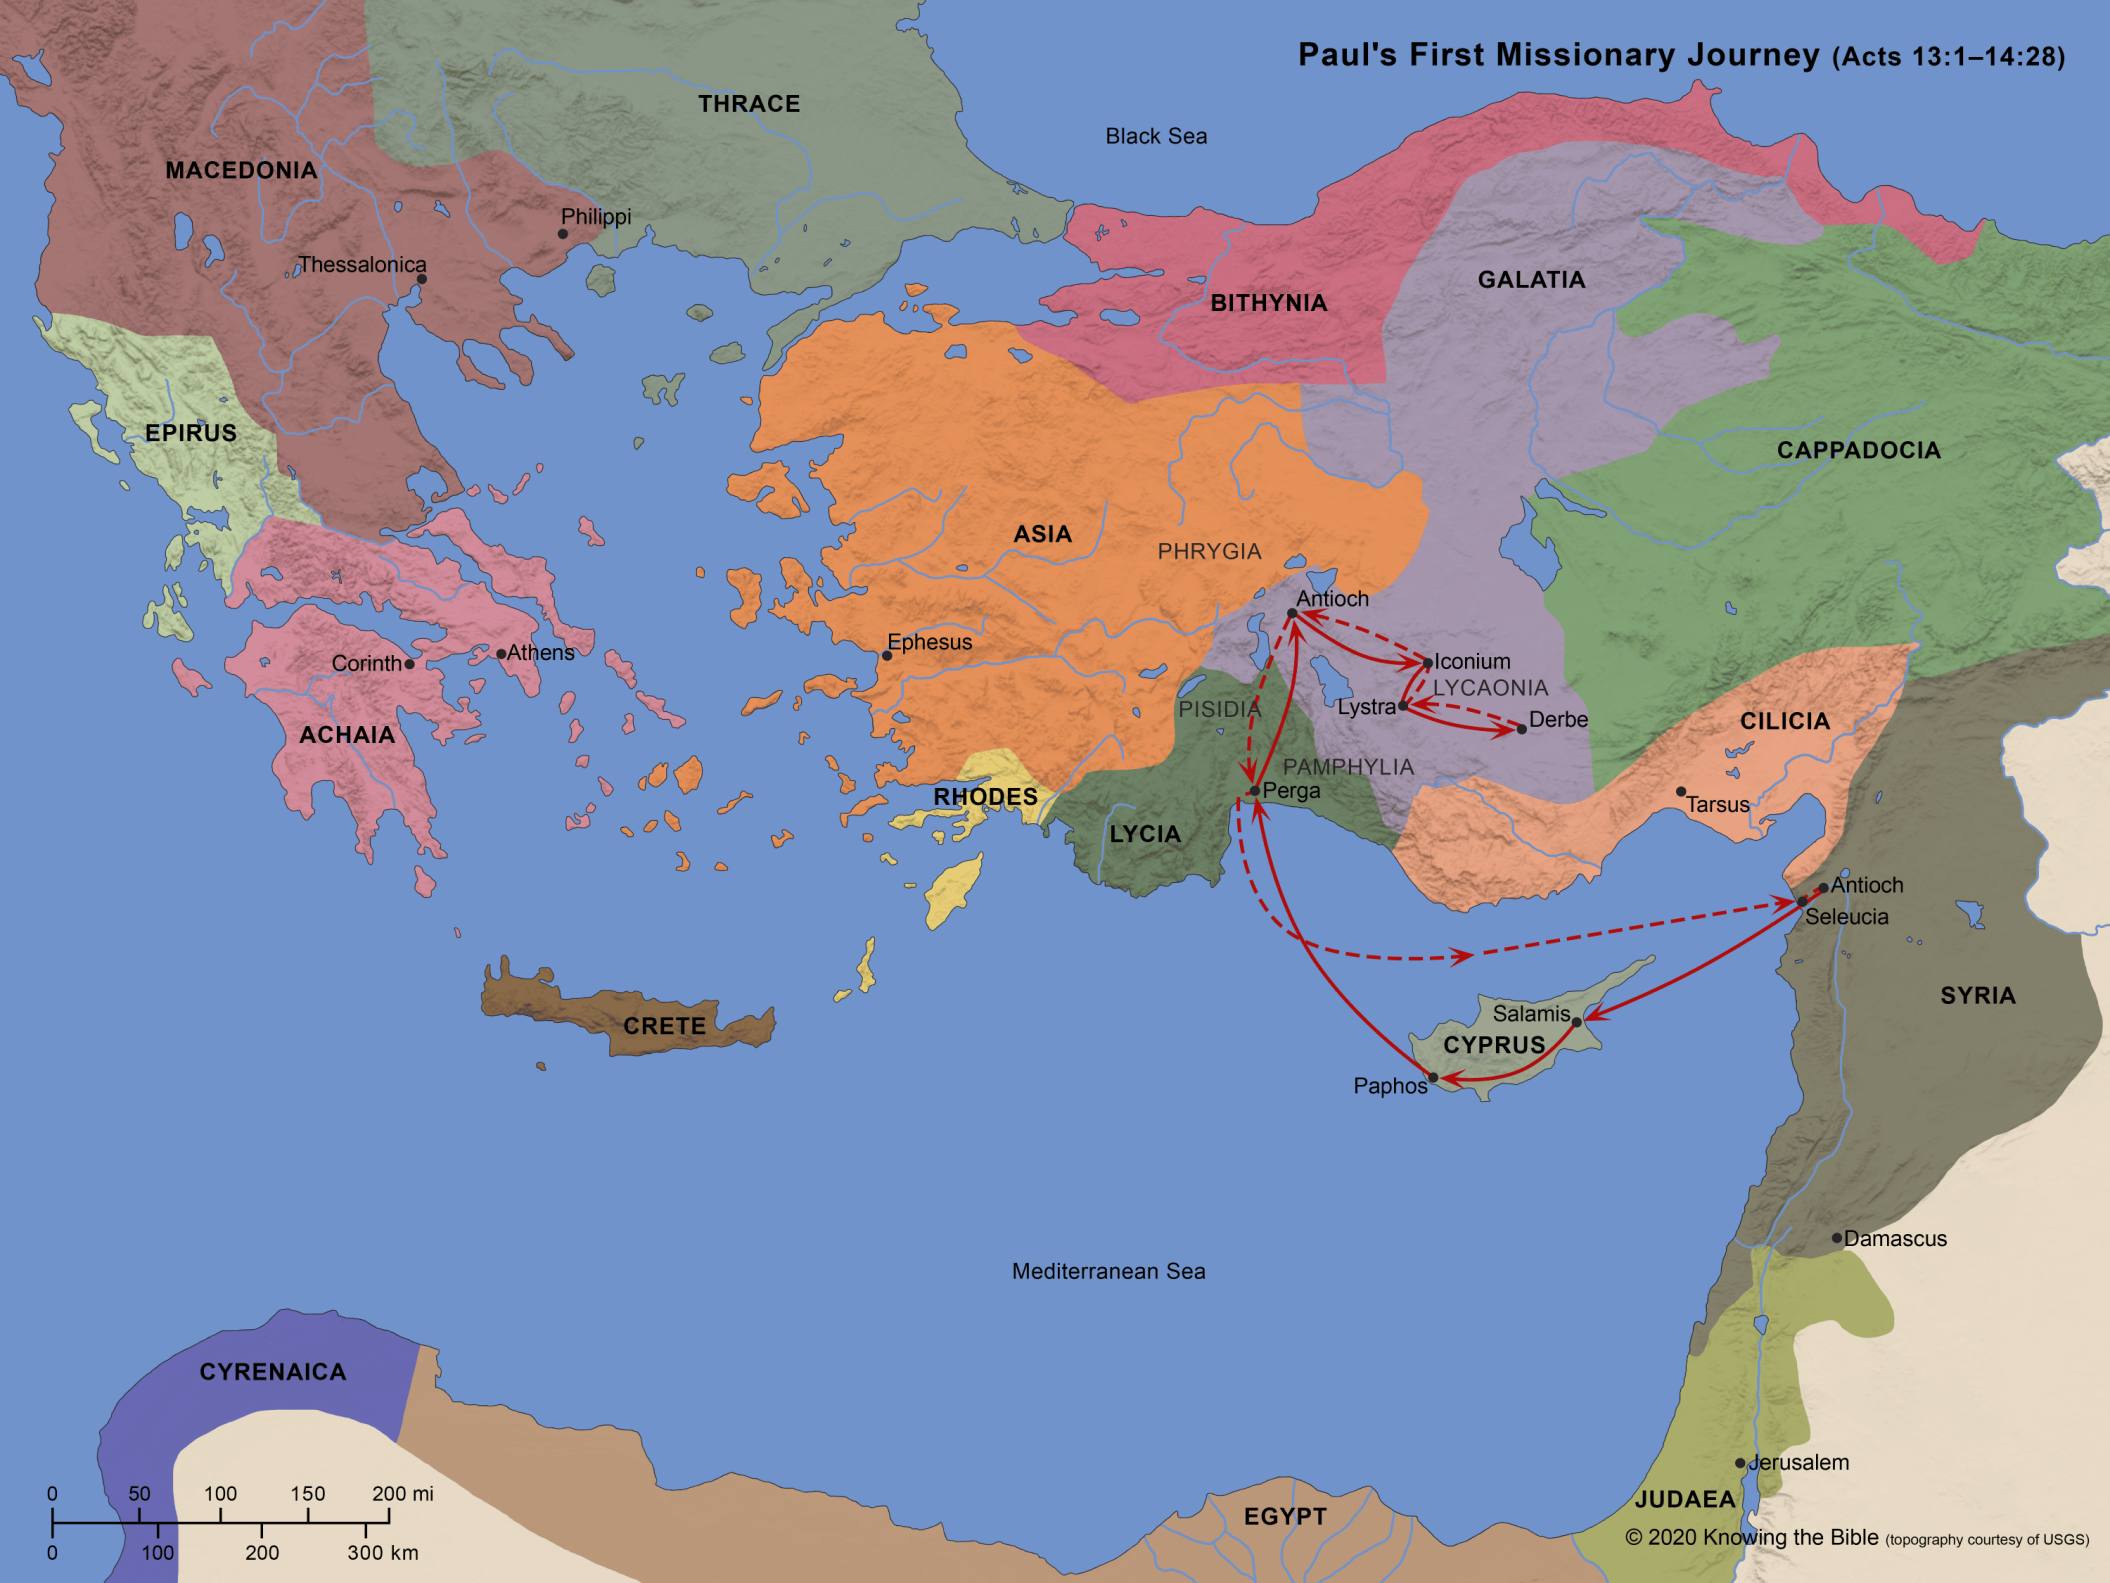 Paul's First Missionary Journey (Acts 13:1–14:28)
THRACE
Black Sea
MACEDONIA
Philippi
Thessalonica
GALATIA
BITHYNIA
EPIRUS
CAPPADOCIA
ASIA
PHRYGIA
Antioch
Ephesus
Athens
Corinth
Iconium
LYCAONIA
Lystra
PISIDIA
Derbe
CILICIA
ACHAIA
PAMPHYLIA
Perga
RHODES
Tarsus
LYCIA
Antioch
Seleucia
SYRIA
Salamis
CRETE
CYPRUS
Paphos
Damascus
Mediterranean Sea
CYRENAICA
Jerusalem
0 50 100 150 200 mi
0 100 200 300 km
JUDAEA
EGYPT
© 2020 Knowing the Bible (topography courtesy of USGS)